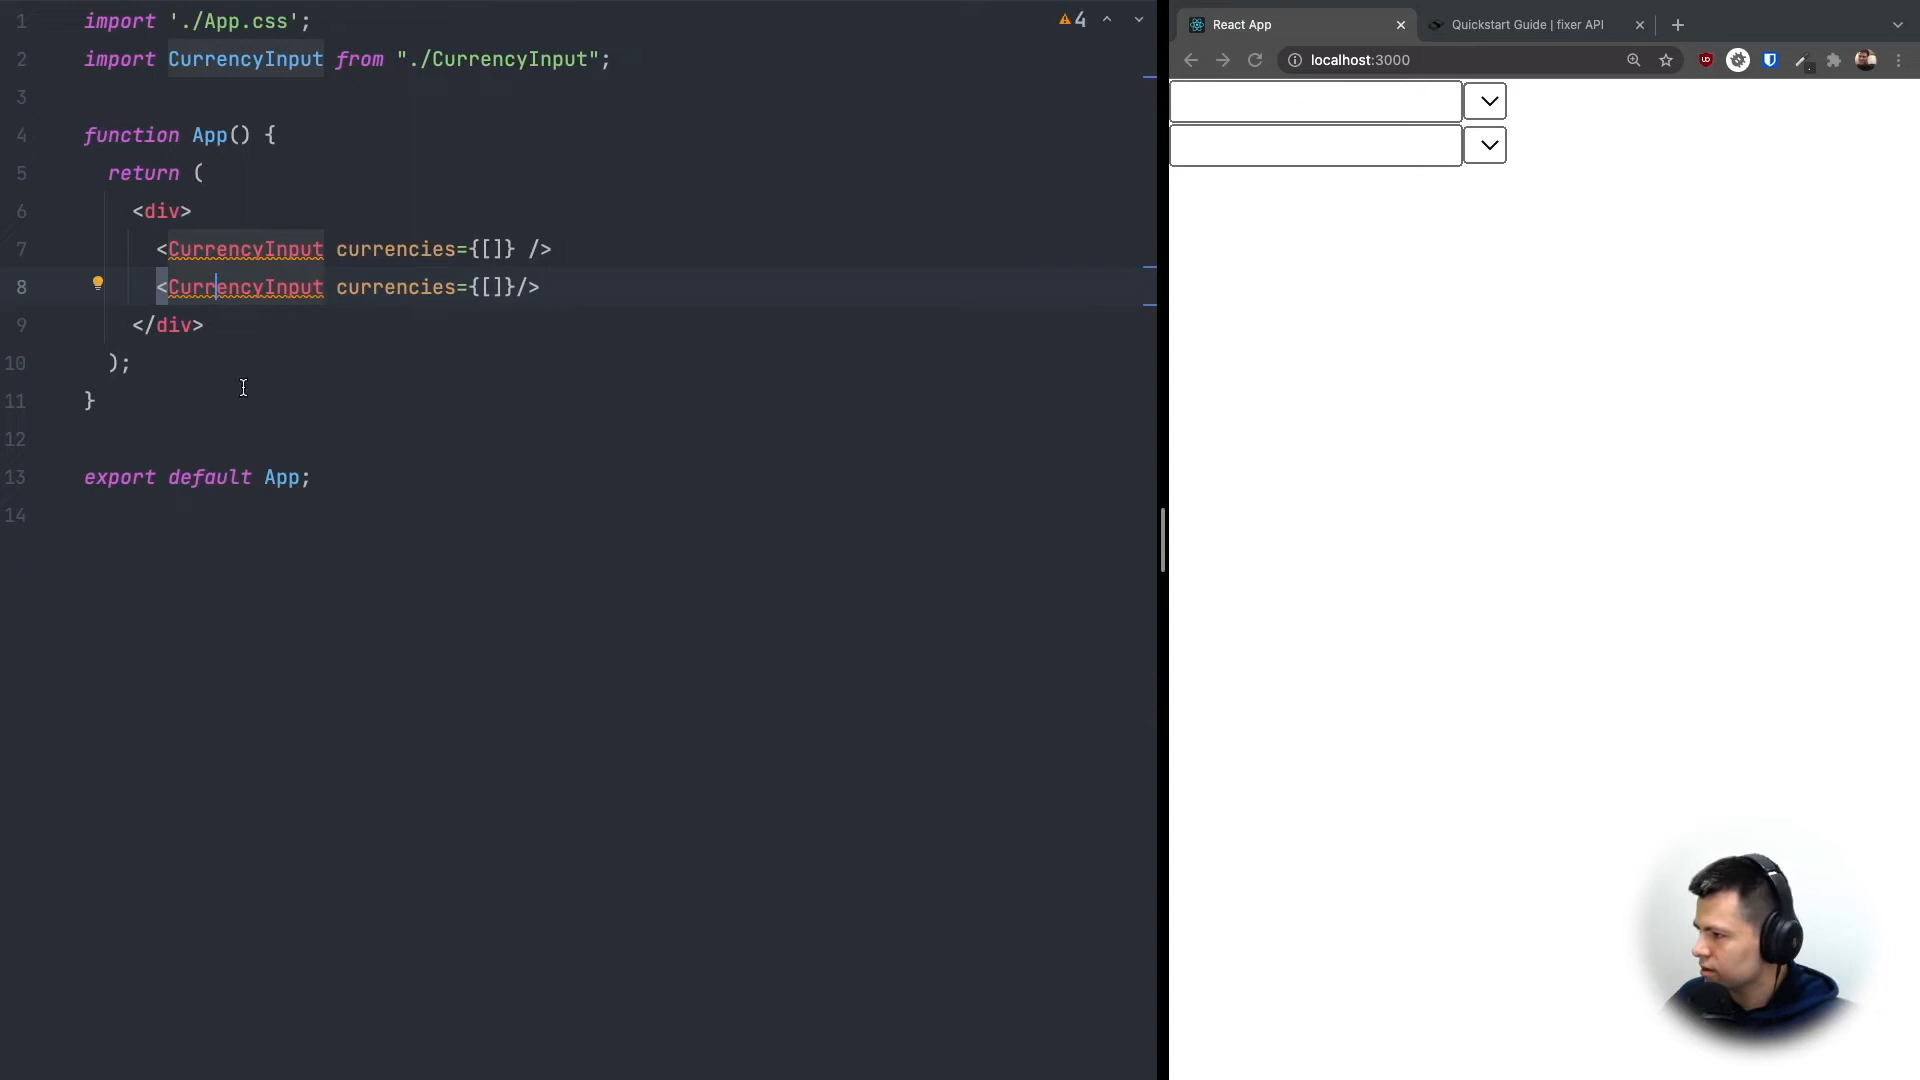 1 import './App.css';
4
2 import CurrencyInput from "./CurrencyInput";
3
4 function App() {
5 return (
6 <div>
7 <CurrencyInput currencies={[]} />
8 <CurrencyInput currencies={[]}/>
9 </div>
10 );
11 }
12
13 export default App;
14
React App
Quickstart Guide | fixer API
localhost:3000